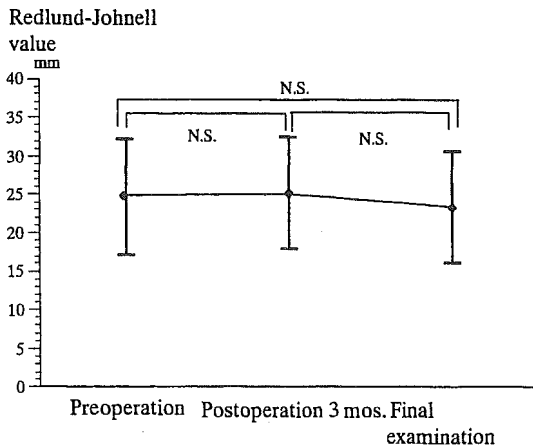 Redlund-Johnell
value
mm
40
N.S.
35
N.S.
N.S.
30
25
20
15
10
5
0
Preoperation Postoperation 3 mos. Final
examination